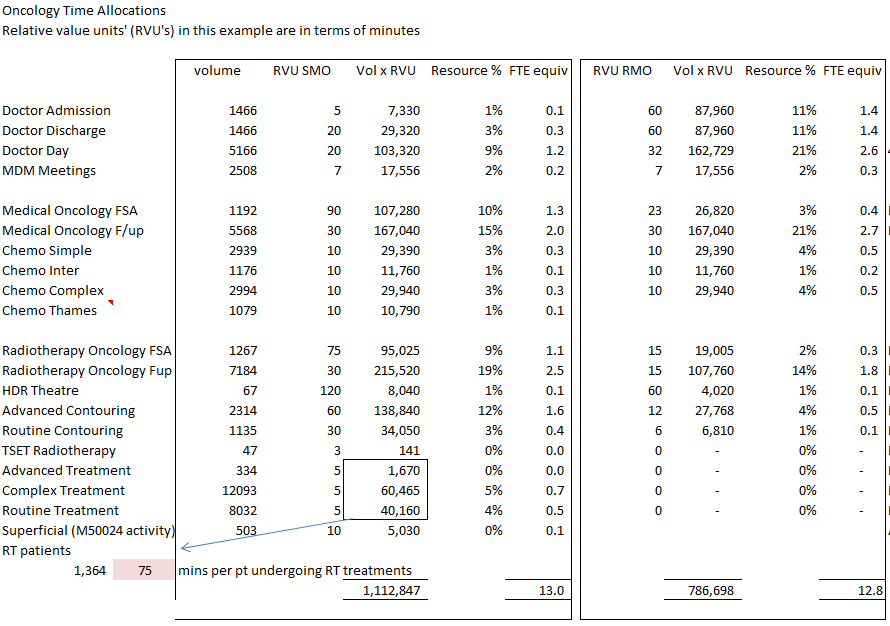 Oncology Time Allocations
Relative value units' (RVU's) in this example are in terms of minutes
volume RVU SMO Vol x RVU Resource % FTE equiv RVU RMO Vol x RVU Resource % FTE equiv
Doctor Admission 1466 5 7,330 1% 0.1 60 87,960 11% 1.4
Doctor Discharge 1466 20 29,320 3% 0.3 60 87,960 11% 1.4
Doctor Day 5166 20 103,320 9% 1.2 32 162,729 21% 2.6
MDM Meetings 2508 7 17,556 2% 0.2 7 17,556 2% 0.3
Medical Oncology FSA 1192 90 107,280 10% 1.3 23 26,820 3% 0.4
Medical Oncology F/up 5568 30 167,040 15% 2.0 30 167,040 21% 2.7
Chemo Simple 2939 10 29,390 3% 0.3 10 29,390 4% 0.5
Chemo Inter 1176 10 11,760 1% 0.1 10 11,760 1% 0.2
Chemo Complex 2994 10 29,940 3% 0.3 10 29,940 4% 0.5
Chemo Thames 1079 10 10,790 1% 0.1
Radiotherapy Oncology FSA 1267 75 95,025 9% 1.1 15 19,005 2% 0.3
Radiotherapy Oncology Fup 7184 30 215,520 19% 2.5 15 107,760 14% 1.8
HDR Theatre 67 120 8,040 1% 0.1 60 4,020 1% 0.1
Advanced Contouring 2314 60 138,840 12% 1.6 12 27,768 4% 0.5
Routine Contouring 1135 30 34,050 3% 0.4 6 6,810 1% 0.1
TSET Radiotherapy 47 3 141 0% 0.0 0 - 0% -
Advanced Treatment 334 5 1,670 0% 0.0 0 - 0% -
Complex Treatment 12093 5 60,465 5% 0.7 0 - 0% -
Routine Treatment 8032 5 40,160 4% 0.5 0 - 0% -
Superficial (M50024 activity) 503 10 5,030 0% 0.1
RT patients
1,364 75 mins per pt undergoing RT treatments
1,112,847 13.0 786,698 12.8